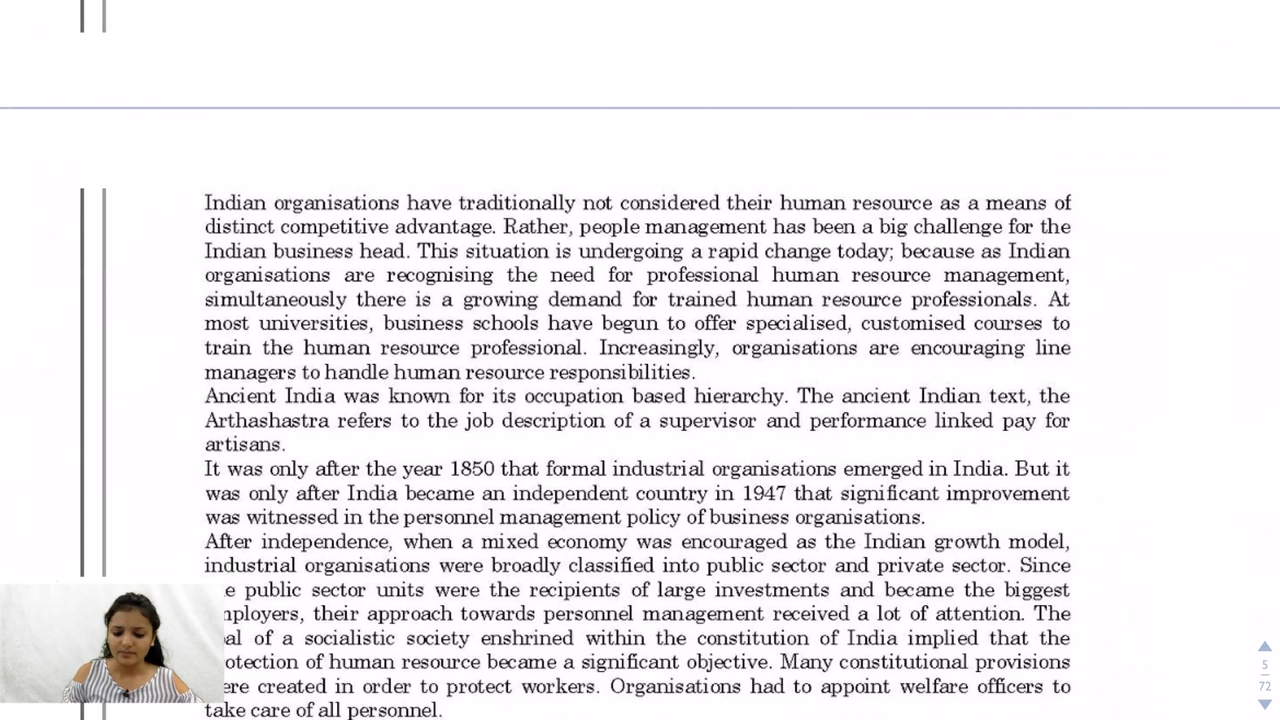 Indian organisations have traditionally not considered their human resource as a means of
distinct competitive advantage. Rather, people management has been a big challenge for the
Indian business head. This situation is undergoing a rapid change today; because as Indian
organisations are recognising the need for professional human resource management,
simultaneously there is a growing demand for trained human resource professionals. At
most universities, business schools have begun to offer specialised, customised courses to
train the human resource professional. Increasingly, organisations are encouraging line
managers to handle human resource responsibilities.
Ancient India was known for its occupation based hierarchy. The ancient Indian text, the
Arthashastra refers to the job description of a supervisor and performance linked pay for
artisans.
It was only after the year 1850 that formal industrial organisations emerged in India. But it
was only after India became an independent country in 1947 that significant improvement
was witnessed in the personnel management policy of business organisations.
After independence, when a mixed economy was encouraged as the Indian growth model,
industrial organisations were broadly classified into public sector and private sector. Since
public sector units were the recipients of large investments and became the biggest
their approach towards personnel management received a lot of attention. The
of a socialistic society enshrined within the constitution of India implied that the
of human resource became a significant objective. Many constitutional provisions
created in order to protect workers. Organisations had to appoint welfare officers to
take care of all personnel.
5
72